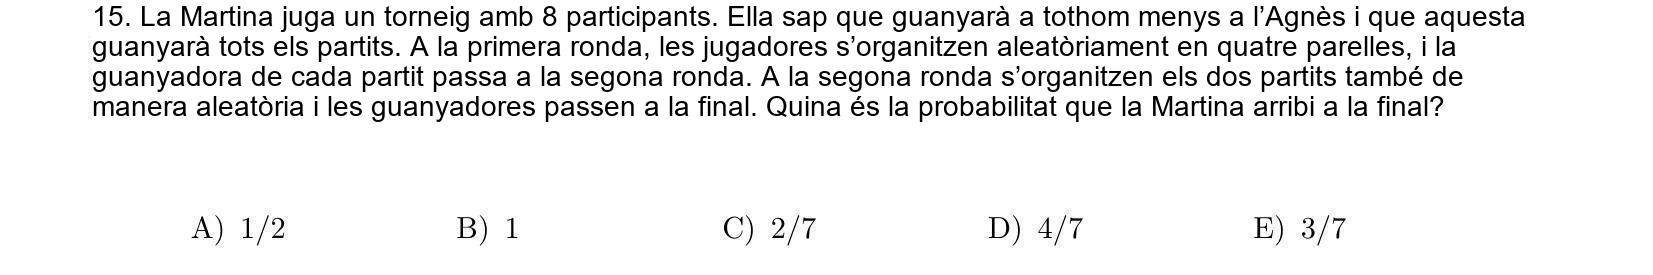 15. La Martina juga un torneig amb 8 participants. Ella sap que guanyarà a tothom menys a l’Agnès i que aquesta
guanyarà tots els partits. A la primera ronda, les jugadores s’organitzen aleatòriament en quatre parelles, i la
guanyadora de cada partit passa a la segona ronda. A la segona ronda s’organitzen els dos partits també de
manera aleatòria i les guanyadores passen a la final. Quina és la probabilitat que la Martina arribi a la final?
A) 1/2 B) 1 C) 2/7 D) 4/7 E) 3/7